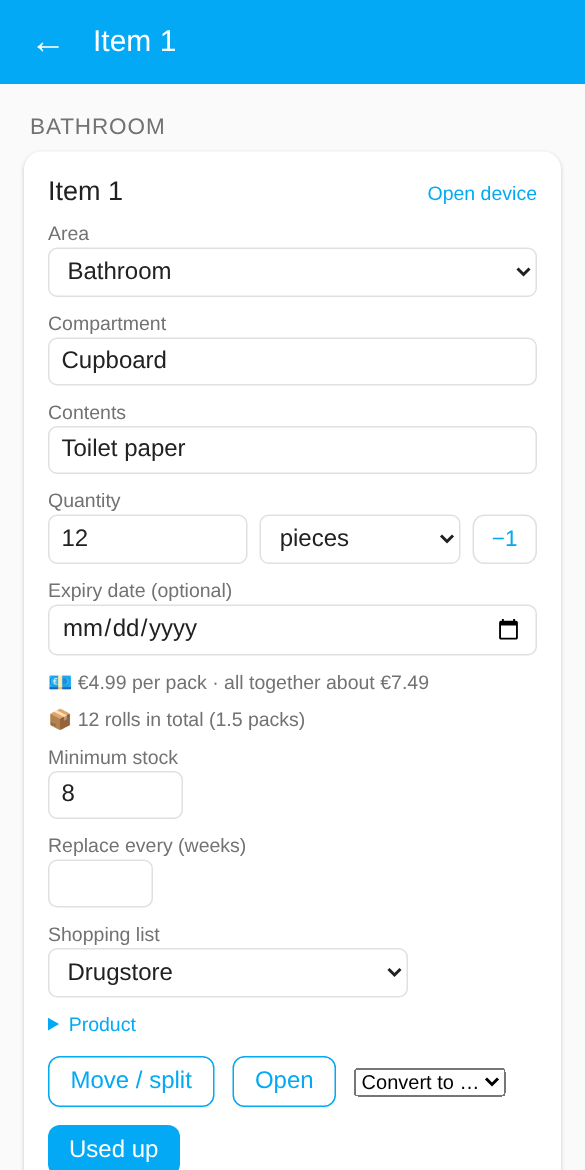 ← Item 1
BATHROOM
Item 1 Open device
Area
Bathroom
Compartment
Cupboard
Contents
Toilet paper
Quantity
12 pieces −1
Expiry date (optional)
mm/dd/yyyy
💶 €4.99 per pack · all together about €7.49
📦 12 rolls in total (1.5 packs)
Minimum stock
8
Replace every (weeks)
Shopping list
Drugstore
▶ Product
Move / split Open Convert to …
Used up